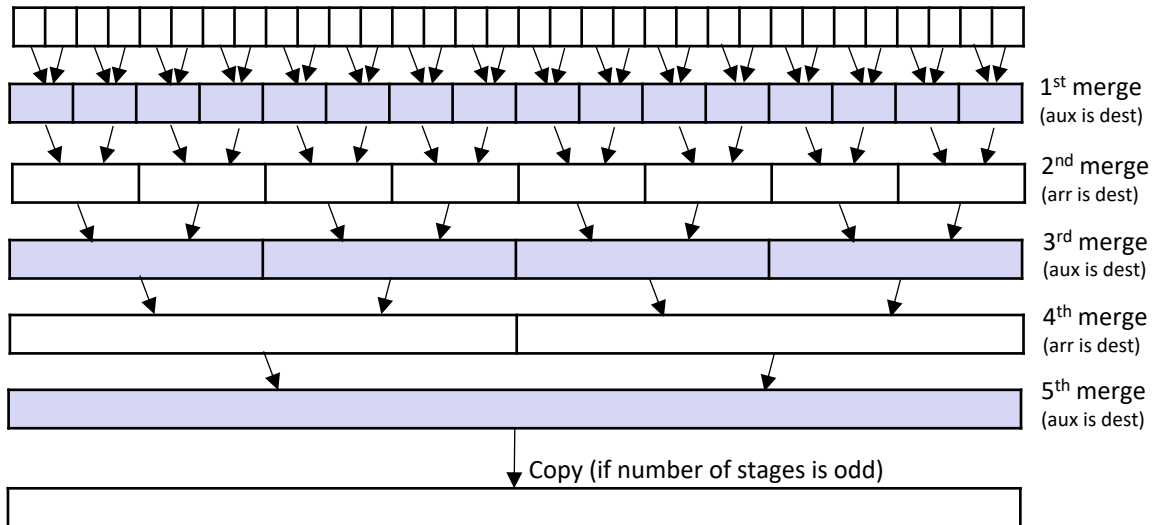 1st merge
(aux is dest)
2nd merge
(arr is dest)
3rd merge
(aux is dest)
4th merge
(arr is dest)
5th merge
(aux is dest)
Copy (if number of stages is odd)